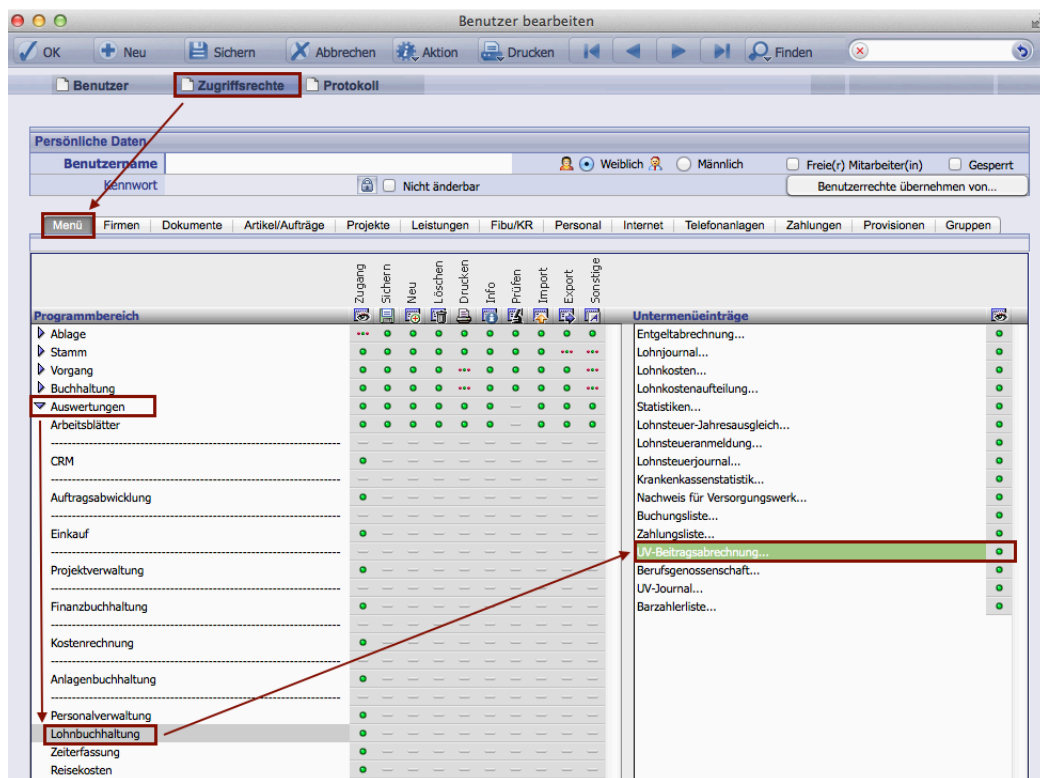 Benutzer bearbeiten
OK Neu Sichern Abbrechen Aktion Drucken Finden
Benutzer Zugriffsrechte Protokoll
Persönliche Daten
Benutzername Weiblich Männlich Freie(r) Mitarbeiter(in) Gesperrt
Kennwort Nicht änderbar Benutzerrechte übernehmen von...
Menü Firmen Dokumente Artikel/Aufträge Projekte Leistungen Fibu/KR Personal Internet Telefonanlagen Zahlungen Provisionen Gruppen
Zugang Sichern Neu Löschen Drucken Info Prüfen Import Export Sonstige
Programmbereich Untermenüeinträge
Ablage Entgeltabrechnung...
Stamm Lohnjournal...
Vorgang Lohnkosten...
Buchhaltung Lohnkostenaufteilung...
Auswertungen Statistiken...
Arbeitsblätter Lohnsteuer-Jahresausgleich...
Lohnsteueranmeldung...
CRM Lohnsteuerjournal...
Krankenkassenstatistik...
Auftragsabwicklung Nachweis für Versorgungswerk...
Buchungsliste...
Einkauf Zahlungsliste...
UV-Beitragsabrechnung...
Projektverwaltung Berufsgenossenschaft...
UV-Journal...
Finanzbuchhaltung Barzahlerliste...
Kostenrechnung
Anlagenbuchhaltung
Personalverwaltung
Lohnbuchhaltung
Zeiterfassung
Reisekosten